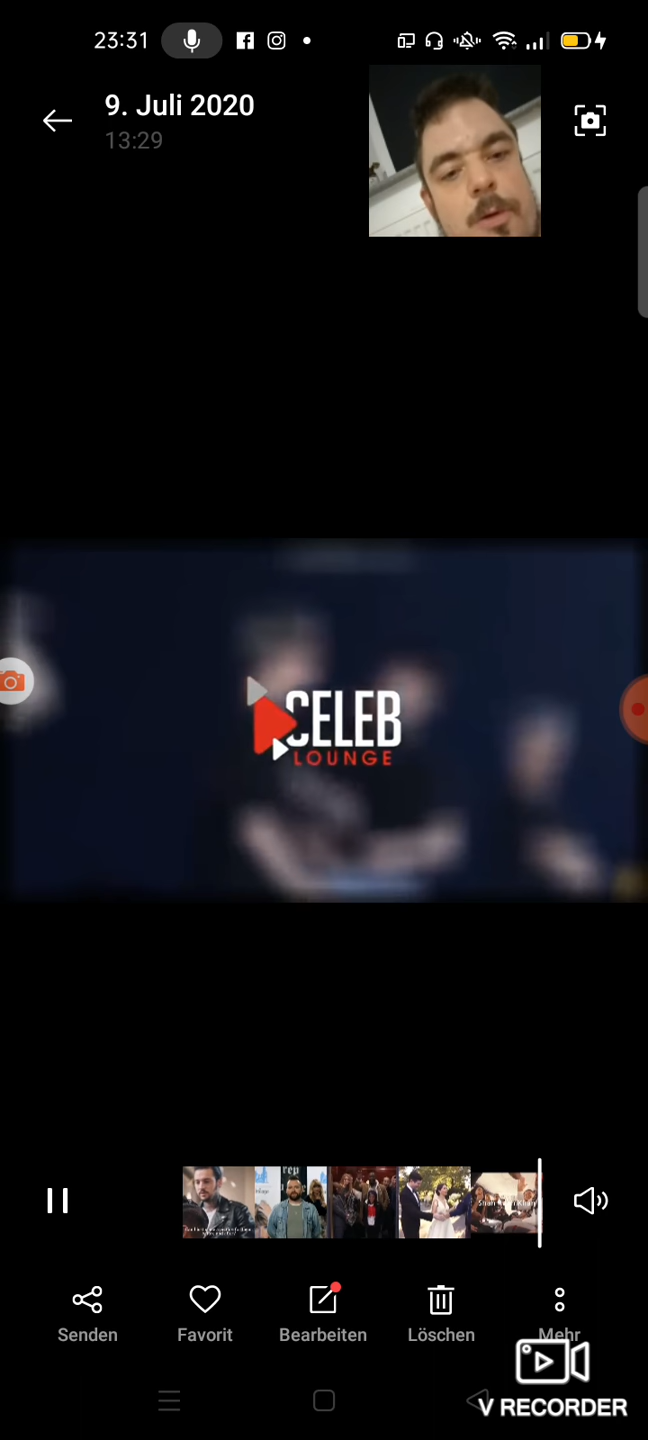 23:31
9. Juli 2020
13:29
CELEB
LOUNGE
Senden
Favorit
Bearbeiten
Löschen
Mehr
V RECORDER